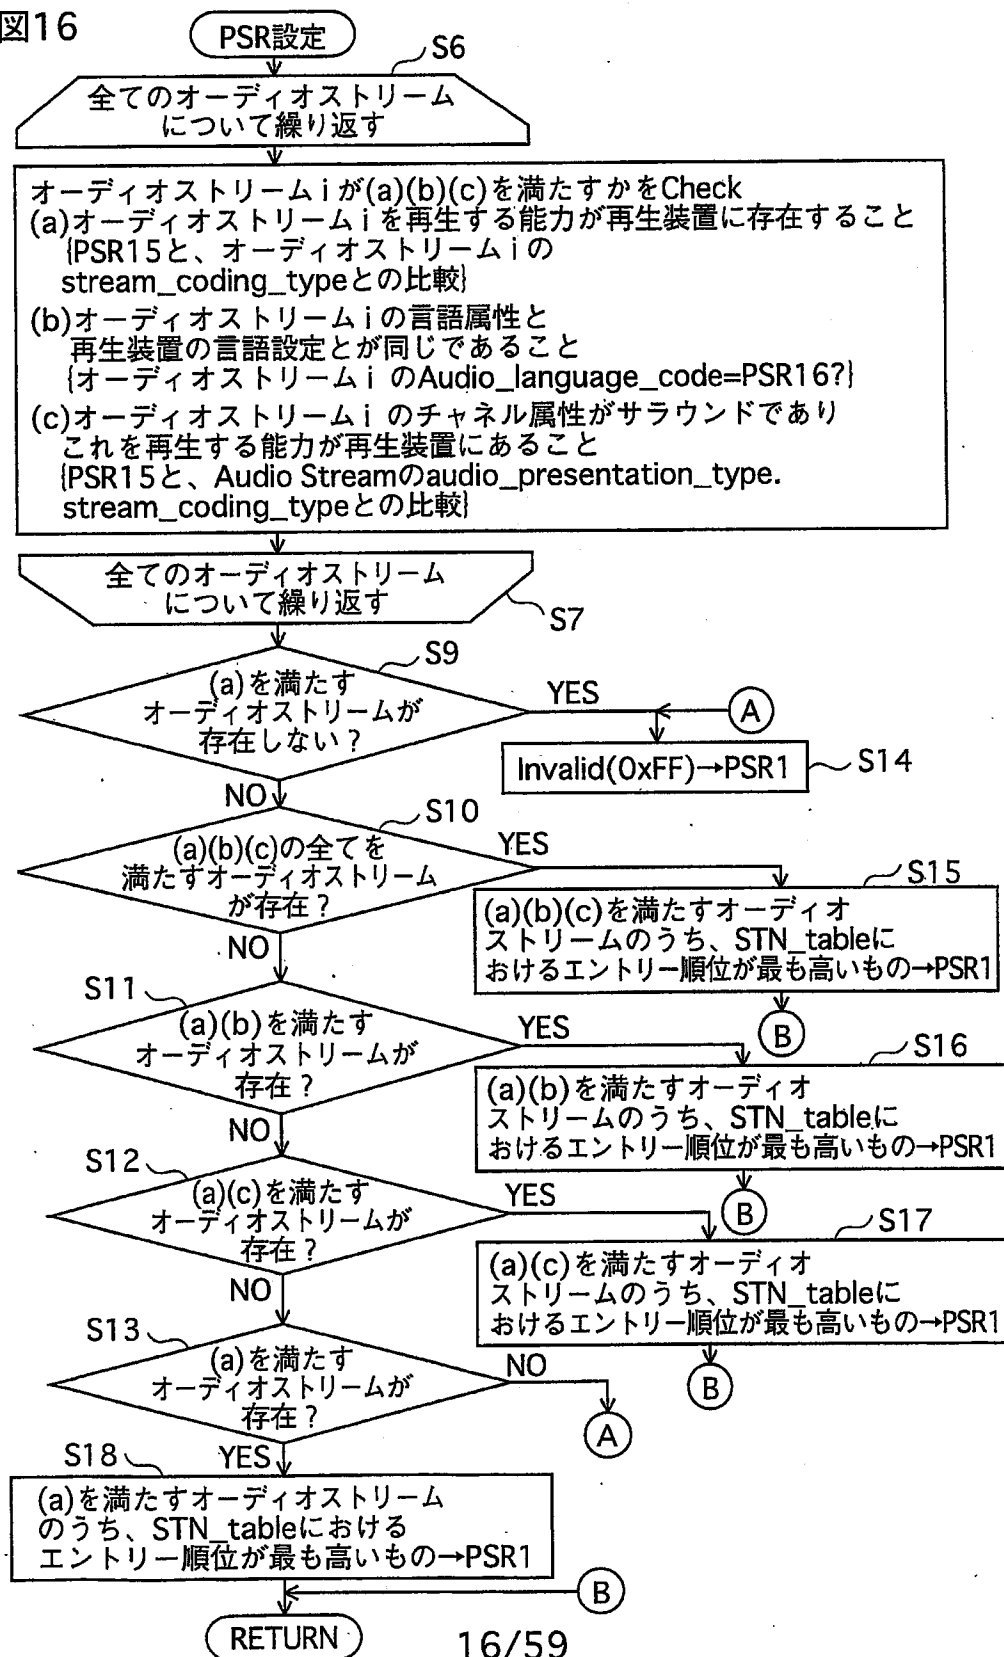 図16
PSR設定
S6
全てのオーディオストリーム
について繰り返す
オーディオストリームiが(a)(b)(c)を満たすかをCheck
(a)オーディオストリームiを再生する能力が再生装置に存在すること
{PSR15と、オーディオストリームiの
stream_coding_typeとの比較}
(b)オーディオストリームiの言語属性と
再生装置の言語設定とが同じであること
{オーディオストリームiのAudio_language_code=PSR16?}
(c)オーディオストリームiのチャネル属性がサラウンドであり
これを再生する能力が再生装置にあること
{PSR15と、Audio Streamのaudio_presentation_type.
stream_coding_typeとの比較}
全てのオーディオストリーム
について繰り返す
S7
S9
(a)を満たす
オーディオストリームが
存在しない?
YES
A
Invalid(0xFF)→PSR1
S14
NO
S10
(a)(b)(c)の全てを
満たすオーディオストリーム
が存在?
YES
S15
(a)(b)(c)を満たすオーディオ
ストリームのうち、STN_tableに
おけるエントリー順位が最も高いもの→PSR1
B
NO
S11
(a)(b)を満たす
オーディオストリームが
存在?
YES
S16
(a)(b)を満たすオーディオ
ストリームのうち、STN_tableに
おけるエントリー順位が最も高いもの→PSR1
B
NO
S12
(a)(c)を満たす
オーディオストリームが
存在?
YES
S17
(a)(c)を満たすオーディオ
ストリームのうち、STN_tableに
おけるエントリー順位が最も高いもの→PSR1
B
NO
S13
(a)を満たす
オーディオストリームが
存在?
NO
A
YES
S18
(a)を満たすオーディオストリーム
のうち、STN_tableにおける
エントリー順位が最も高いもの→PSR1
B
RETURN
16/59